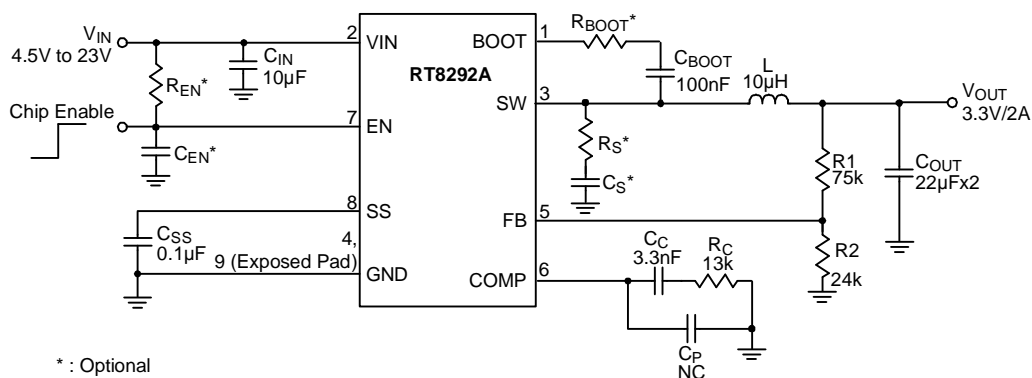 VIN
4.5V to 23V
REN*
Chip Enable
CEN*
CIN
10µF
2
VIN
7
EN
8
SS
CSS
0.1µF
4,
9 (Exposed Pad)
GND
RT8292A
BOOT
1
RBOOT*
CBOOT
100nF
SW
3
L
10µH
RS*
CS*
VOUT
3.3V/2A
R1
75k
COUT
22µFx2
FB
5
R2
24k
COMP
6
CC
3.3nF
RC
13k
CP
NC
* : Optional